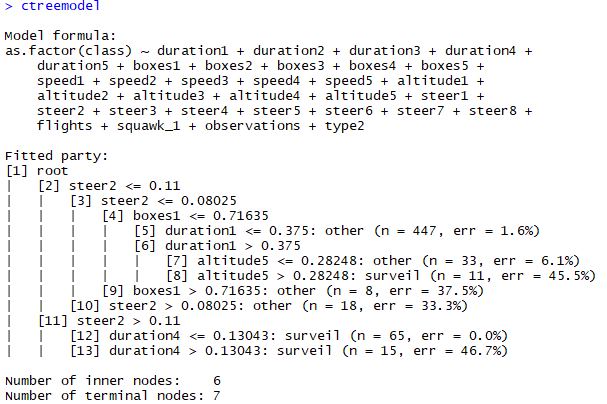 > ctreemodel
Model formula:
as.factor(class) ~ duration1 + duration2 + duration3 + duration4 +
    duration5 + boxes1 + boxes2 + boxes3 + boxes4 + boxes5 +
    speed1 + speed2 + speed3 + speed4 + speed5 + altitude1 +
    altitude2 + altitude3 + altitude4 + altitude5 + steer1 +
    steer2 + steer3 + steer4 + steer5 + steer6 + steer7 + steer8 +
    flights + squawk_1 + observations + type2
Fitted party:
[1] root
|   [2] steer2 <= 0.11
|   |   [3] steer2 <= 0.08025
|   |   |   [4] boxes1 <= 0.71635
|   |   |   |   [5] duration1 <= 0.375: other (n = 447, err = 1.6%)
|   |   |   |   [6] duration1 > 0.375
|   |   |   |   |   [7] altitude5 <= 0.28248: other (n = 33, err = 6.1%)
|   |   |   |   |   [8] altitude5 > 0.28248: surveil (n = 11, err = 45.5%)
|   |   |   [9] boxes1 > 0.71635: other (n = 8, err = 37.5%)
|   |   [10] steer2 > 0.08025: other (n = 18, err = 33.3%)
|   [11] steer2 > 0.11
|   |   [12] duration4 <= 0.13043: surveil (n = 65, err = 0.0%)
|   |   [13] duration4 > 0.13043: surveil (n = 15, err = 46.7%)
Number of inner nodes:    6
Number of terminal nodes: 7